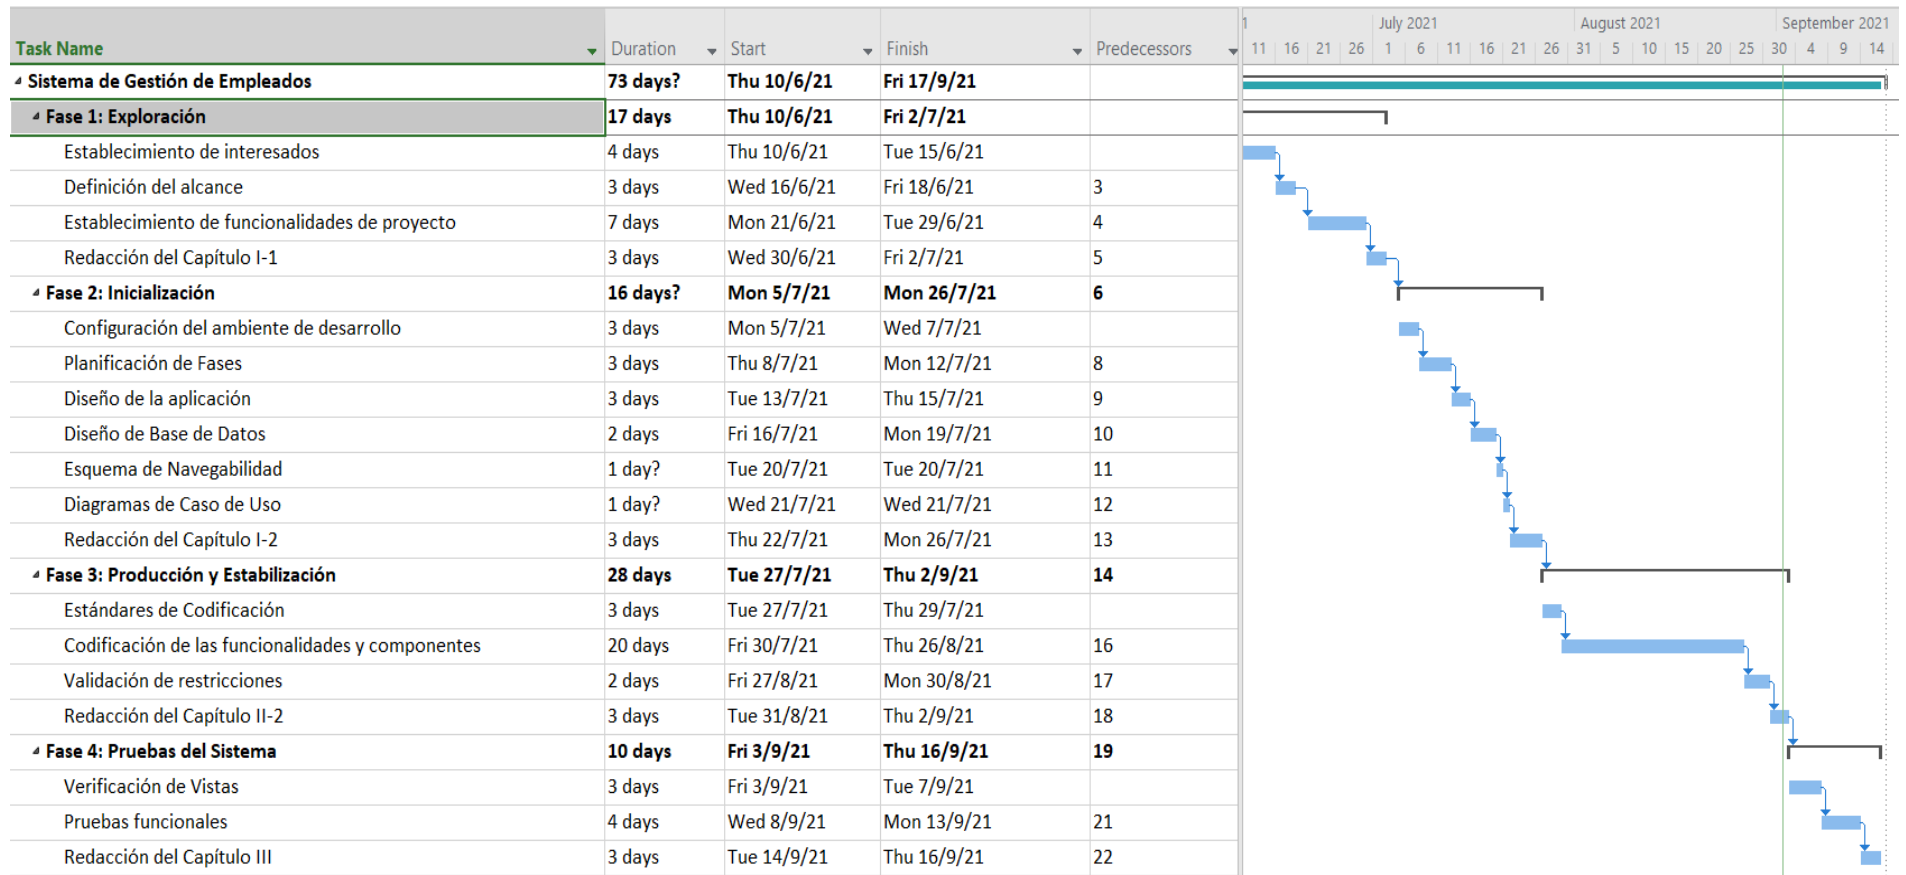 1 July 2021 August 2021 September 2021
Task Name Duration Start Finish Predecessors 11 16 21 26 1 6 11 16 21 26 31 5 10 15 20 25 30 4 9 14
Sistema de Gestión de Empleados 73 days? Thu 10/6/21 Fri 17/9/21
Fase 1: Exploración 17 days Thu 10/6/21 Fri 2/7/21
Establecimiento de interesados 4 days Thu 10/6/21 Tue 15/6/21
Definición del alcance 3 days Wed 16/6/21 Fri 18/6/21 3
Establecimiento de funcionalidades de proyecto 7 days Mon 21/6/21 Tue 29/6/21 4
Redacción del Capítulo I-1 3 days Wed 30/6/21 Fri 2/7/21 5
Fase 2: Inicialización 16 days? Mon 5/7/21 Mon 26/7/21 6
Configuración del ambiente de desarrollo 3 days Mon 5/7/21 Wed 7/7/21
Planificación de Fases 3 days Thu 8/7/21 Mon 12/7/21 8
Diseño de la aplicación 3 days Tue 13/7/21 Thu 15/7/21 9
Diseño de Base de Datos 2 days Fri 16/7/21 Mon 19/7/21 10
Esquema de Navegabilidad 1 day? Tue 20/7/21 Tue 20/7/21 11
Diagramas de Caso de Uso 1 day? Wed 21/7/21 Wed 21/7/21 12
Redacción del Capítulo I-2 3 days Thu 22/7/21 Mon 26/7/21 13
Fase 3: Producción y Estabilización 28 days Tue 27/7/21 Thu 2/9/21 14
Estándares de Codificación 3 days Tue 27/7/21 Thu 29/7/21
Codificación de las funcionalidades y componentes 20 days Fri 30/7/21 Thu 26/8/21 16
Validación de restricciones 2 days Fri 27/8/21 Mon 30/8/21 17
Redacción del Capítulo II-2 3 days Tue 31/8/21 Thu 2/9/21 18
Fase 4: Pruebas del Sistema 10 days Fri 3/9/21 Thu 16/9/21 19
Verificación de Vistas 3 days Fri 3/9/21 Tue 7/9/21
Pruebas funcionales 4 days Wed 8/9/21 Mon 13/9/21 21
Redacción del Capítulo III 3 days Tue 14/9/21 Thu 16/9/21 22